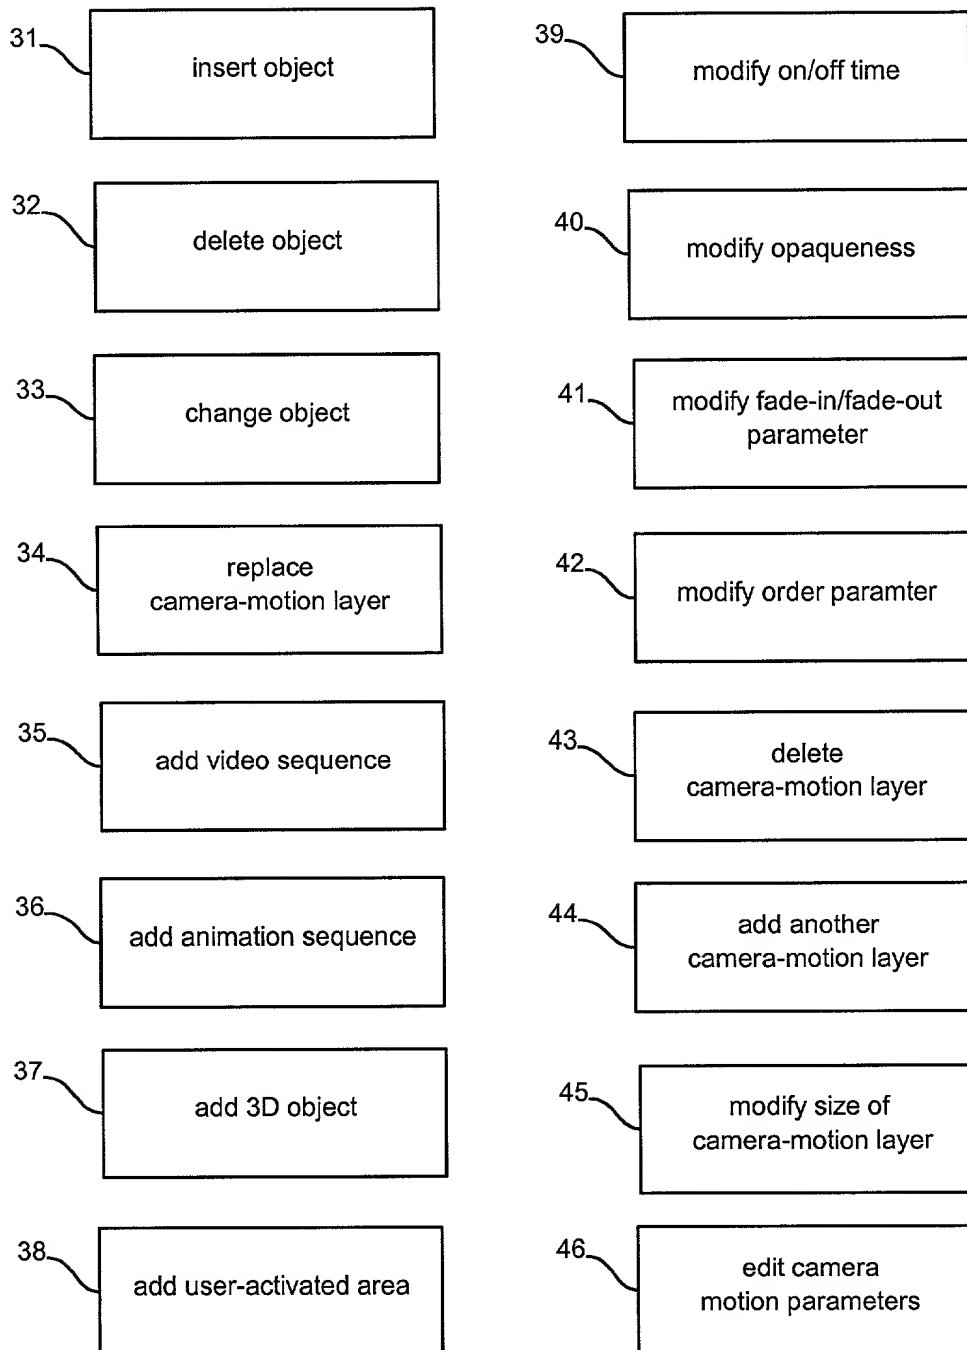 31
insert object
32
delete object
33
change object
34
replace
camera-motion layer
35
add video sequence
36
add animation sequence
37
add 3D object
38
add user-activated area
39
modify on/off time
40
modify opaqueness
41
modify fade-in/fade-out
parameter
42
modify order paramter
43
delete
camera-motion layer
44
add another
camera-motion layer
45
modify size of
camera-motion layer
46
edit camera
motion parameters